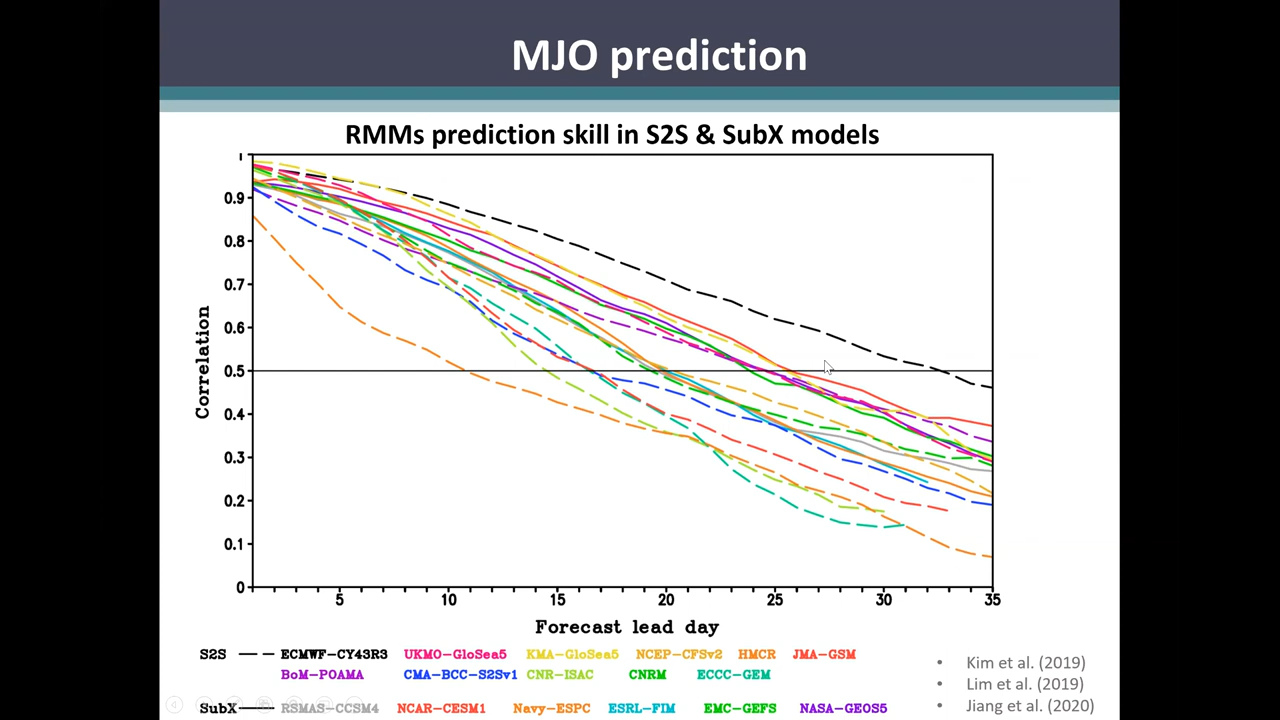 MJO prediction
RMMs prediction skill in S2S & SubX models
1
0.9
0.8
0.7
0.6
0.5
0.4
0.3
0.2
0.1
0
Correlation
5 10 15 20 25 30 35
Forecast lead day
S2S ECMWF-CY43R3 UKMO-GloSea5 KMA-GloSea5 NCEP-CFSv2 HMCR JMA-GSM
BoM-POAMA CMA-BCC-S2Sv1 CNR-ISAC CNRM ECCC-GEM
SubX RSMAS-CCSM4 NCAR-CESM1 Navy-ESPC ESRL-FIM EMC-GEFS NASA-GEOS5
• Kim et al. (2019)
• Lim et al. (2019)
• Jiang et al. (2020)